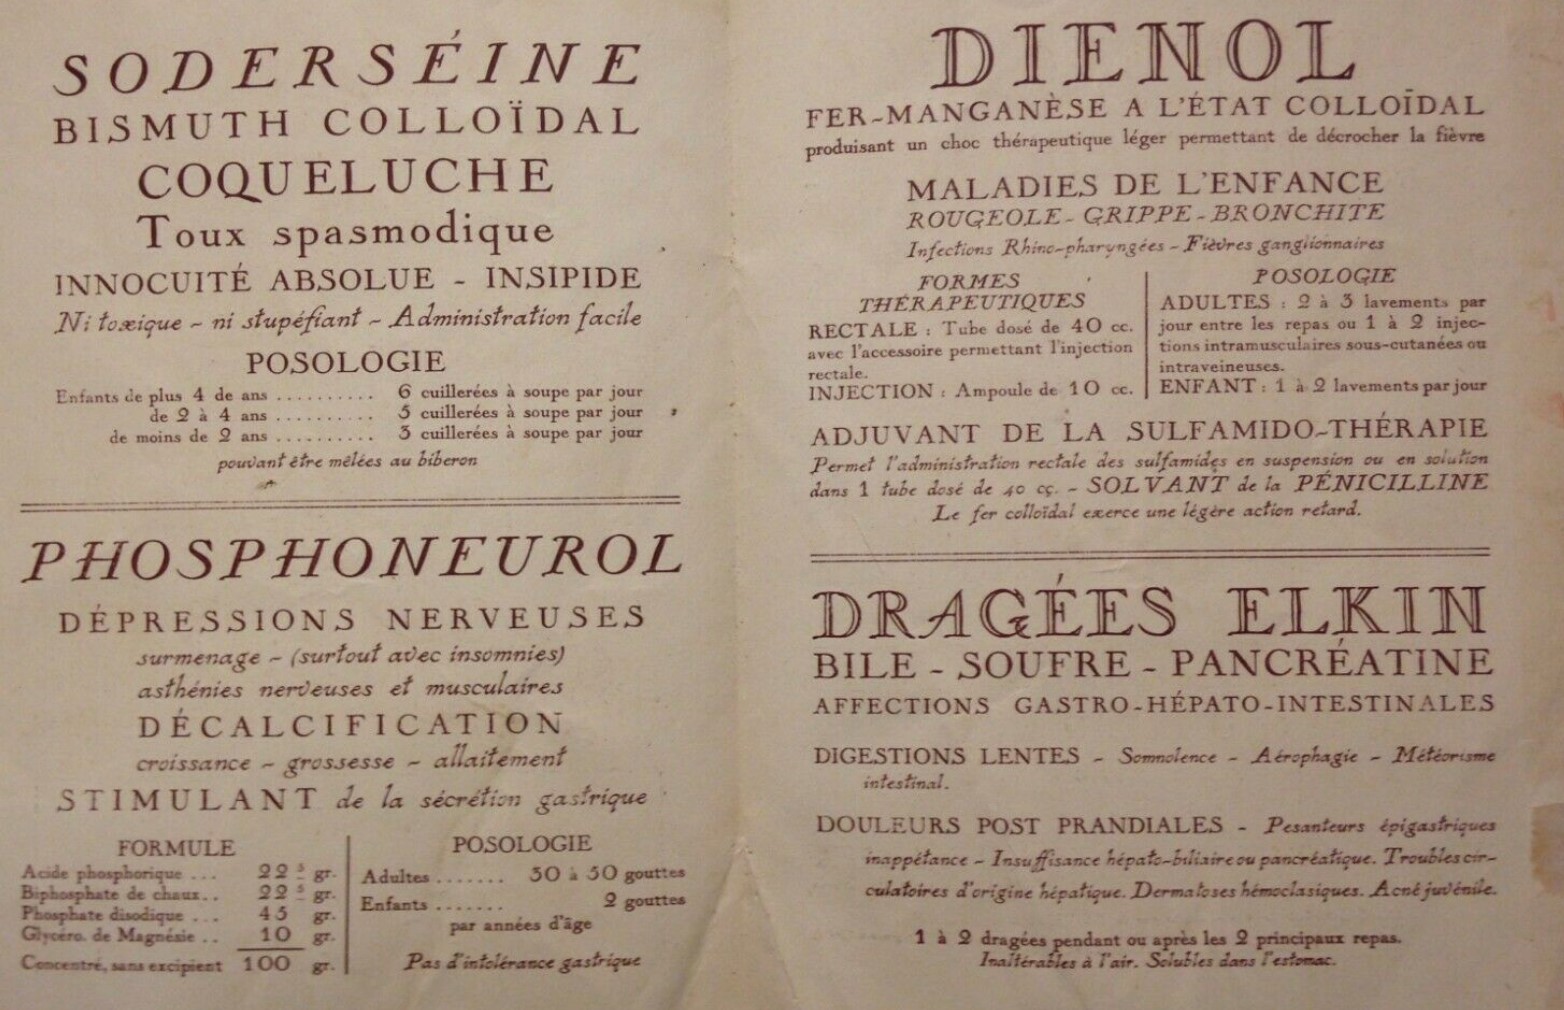 SODERSÉINE
BISMUTH COLLOÏDAL
COQUELUCHE
Toux spasmodique
INNOCUITÉ ABSOLUE - INSIPIDE
Ni toxique - ni stupéfiant - Administration facile
POSOLOGIE
Enfants de plus 4 de ans .......... 6 cuillerées à soupe par jour
de 2 à 4 ans .......... 5 cuillerées à soupe par jour
de moins de 2 ans .......... 3 cuillerées à soupe par jour
pouvant être mêlées au biberon
PHOSPHONEUROL
DÉPRESSIONS NERVEUSES
surmenage - (surtout avec insomnies)
asthénies nerveuses et musculaires
DÉCALCIFICATION
croissance - grossesse - allaitement
STIMULANT de la sécrétion gastrique
FORMULE
Acide phosphorique ... 22 5 gr.
Biphosphate de chaux.. 22 5 gr.
Phosphate disodique ... 45 gr.
Glycéro. de Magnésie .. 10 gr.
Concentré, sans excipient 100 gr.
POSOLOGIE
Adultes ....... 30 à 50 gouttes
Enfants ....... 2 gouttes
par années d'âge
Pas d'intolérance gastrique
DIENOL
FER-MANGANÈSE A L'ÉTAT COLLOÏDAL
produisant un choc thérapeutique léger permettant de décrocher la fièvre
MALADIES DE L'ENFANCE
ROUGEOLE - GRIPPE - BRONCHITE
Infections Rhino-pharyngées - Fièvres ganglionnaires
FORMES
THÉRAPEUTIQUES
RECTALE : Tube dosé de 40 cc.
avec l'accessoire permettant l'injection
rectale.
INJECTION : Ampoule de 10 cc.
POSOLOGIE
ADULTES : 2 à 3 lavements par
jour entre les repas ou 1 à 2 injec-
tions intramusculaires sous-cutanées ou
intraveineuses.
ENFANT : 1 à 2 lavements par jour
ADJUVANT DE LA SULFAMIDO-THÉRAPIE
Permet l'administration rectale des sulfamides en suspension ou en solution
dans 1 tube dosé de 40 cc. - SOLVANT de la PÉNICILLINE
Le fer colloïdal exerce une légère action retard.
DRAGÉES ELKIN
BILE - SOUFRE - PANCRÉATINE
AFFECTIONS GASTRO-HÉPATO-INTESTINALES
DIGESTIONS LENTES - Somnolence - Aérophagie - Météorisme
intestinal.
DOULEURS POST PRANDIALES - Pesanteurs épigastriques
inappétance - Insuffisance hépato-biliaire ou pancréatique. Troubles cir-
culatoires d'origine hépatique. Dermatoses hémoclasiques. Acné juvénile.
1 à 2 dragées pendant ou après les 2 principaux repas.
Inaltérables à l'air. Solubles dans l'estomac.